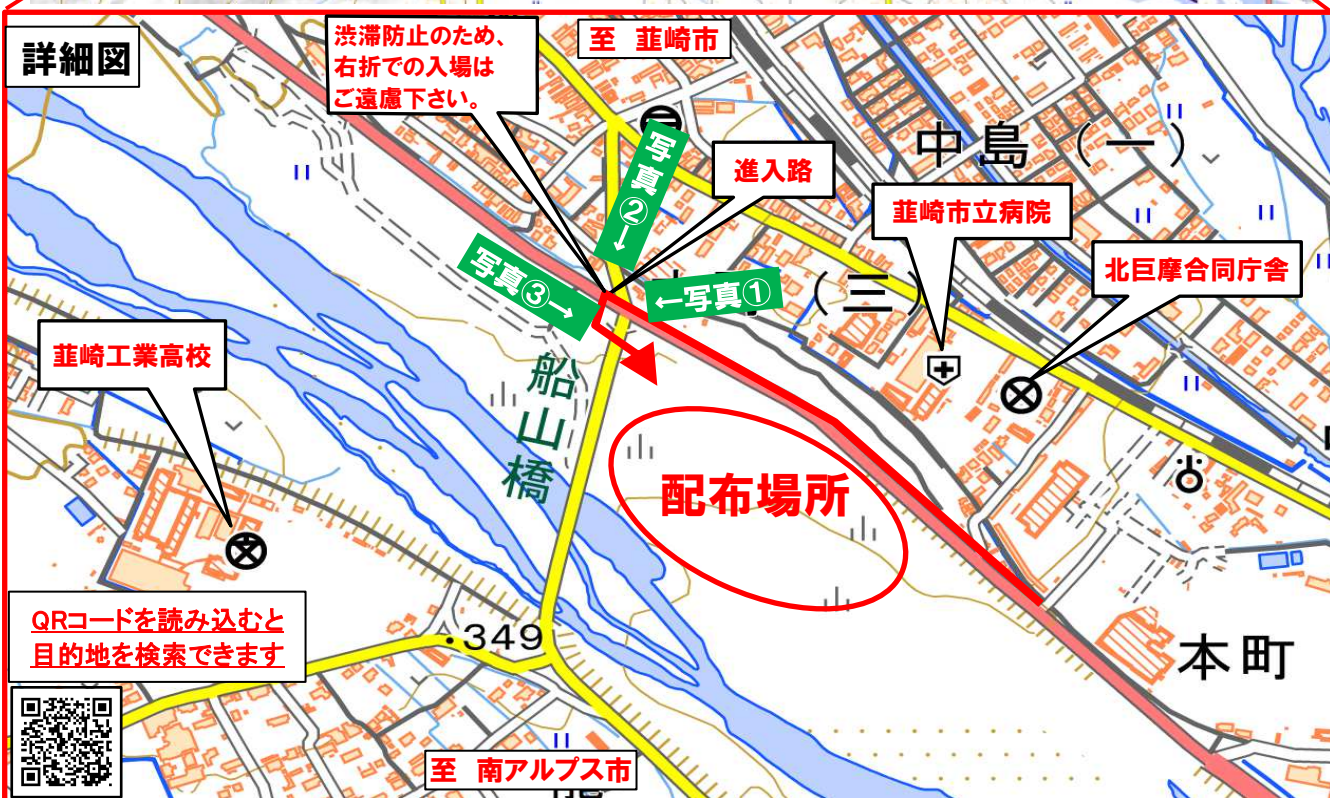 詳細図
渋滞防止のため、
右折での入場は
ご遠慮下さい。
至 韮崎市
中島(一)
写真②→
進入路
韮崎市立病院
北巨摩合同庁舎
写真③→
←写真①
(三)
韮崎工業高校
船山橋
配布場所
QRコードを読み込むと
目的地を検索できます
・349
本町
至 南アルプス市